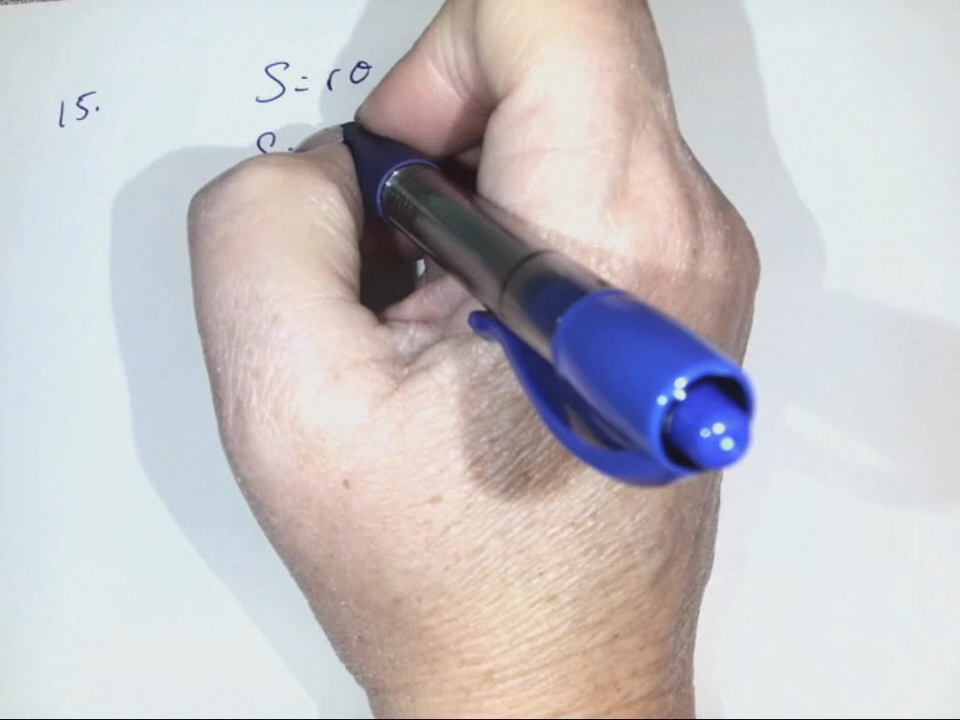 15.
S = rθ
S =